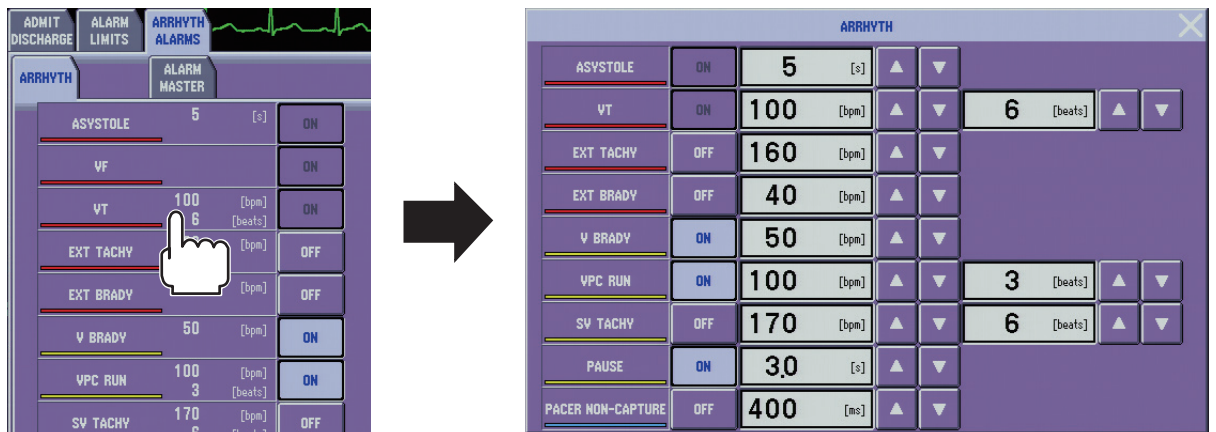 ADMIT
DISCHARGE
ALARM
LIMITS
ARRHYTH
ALARMS
ARRHYTH
ALARM
MASTER
ASYSTOLE 5 [s] ON
VF ON
VT 100 [bpm] ON
6 [beats]
EXT TACHY [bpm] OFF
EXT BRADY [bpm] OFF
V BRADY 50 [bpm] ON
VPC RUN 100 [bpm] ON
3 [beats]
SV TACHY 170 [bpm] OFF
ARRHYTH
ASYSTOLE ON 5 [s]
VT ON 100 [bpm] 6 [beats]
EXT TACHY OFF 160 [bpm]
EXT BRADY OFF 40 [bpm]
V BRADY ON 50 [bpm]
VPC RUN ON 100 [bpm] 3 [beats]
SV TACHY OFF 170 [bpm] 6 [beats]
PAUSE ON 3.0 [s]
PACER NON-CAPTURE OFF 400 [ms]